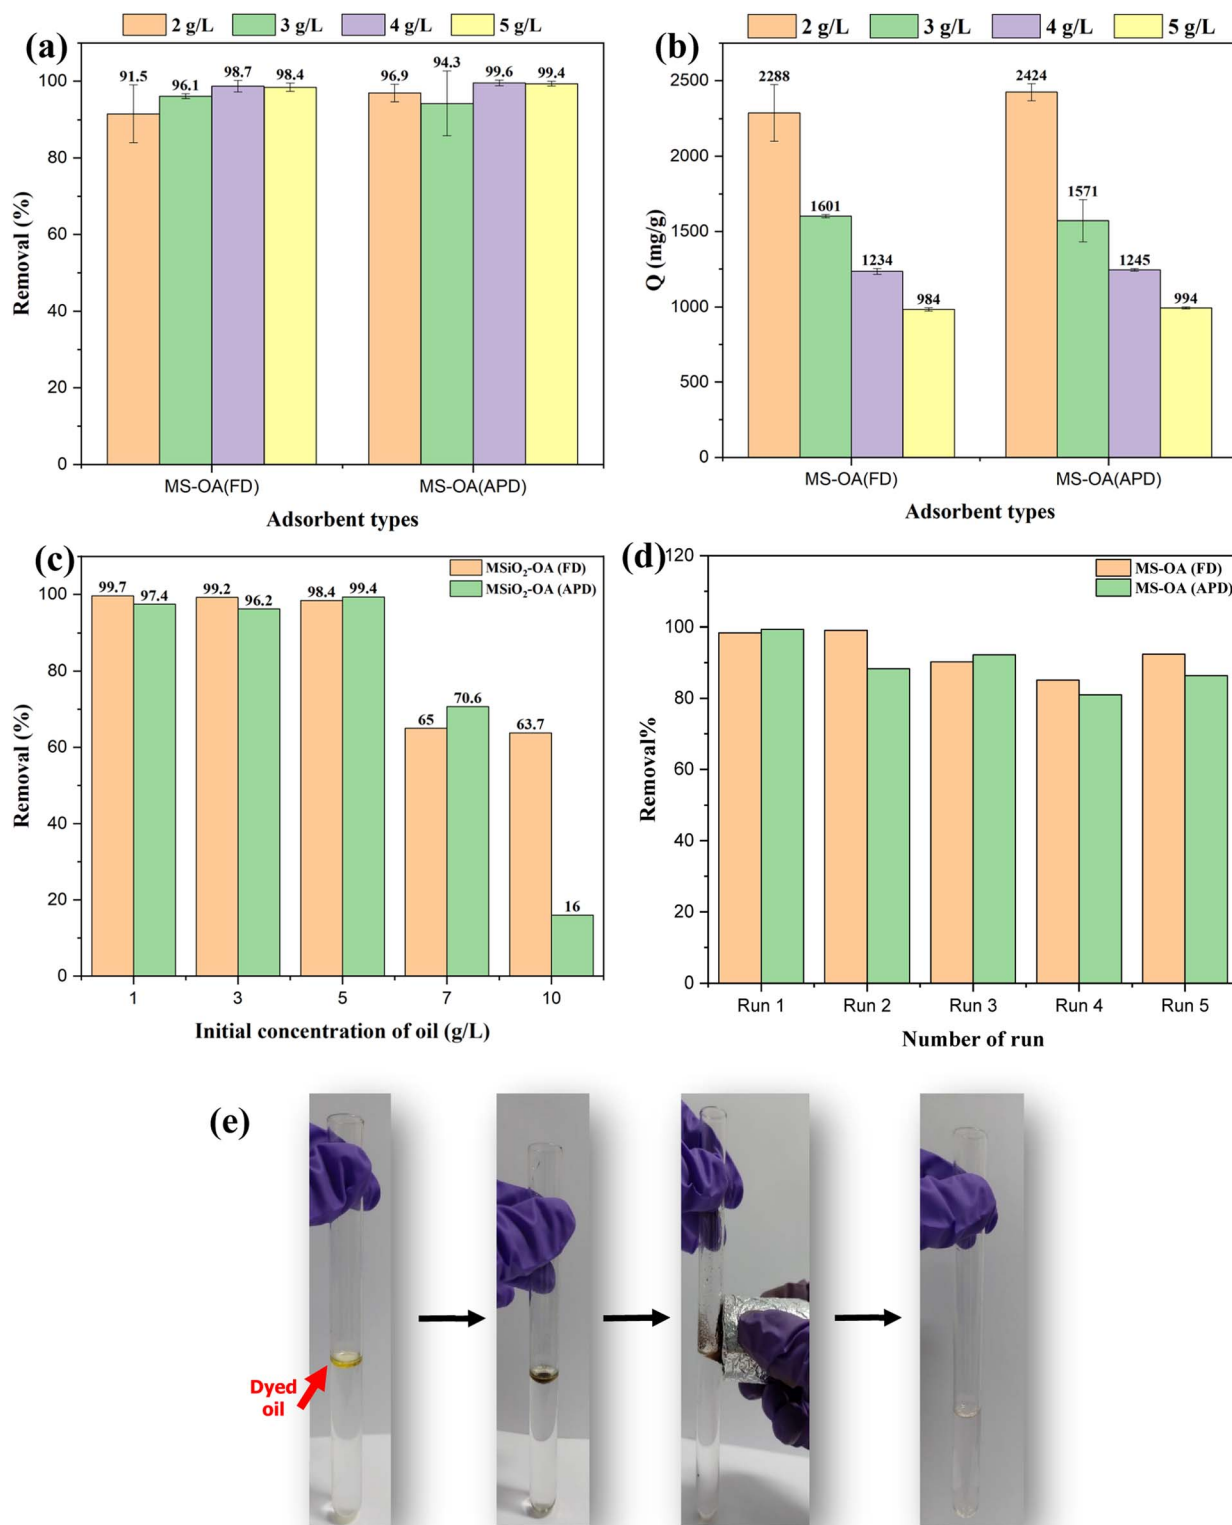 (a)
2 g/L 3 g/L 4 g/L 5 g/L
91.5 96.1 98.7 98.4 96.9 94.3 99.6 99.4
100
80
60
40
20
0
Removal (%)
MS-OA(FD) MS-OA(APD)
Adsorbent types
(b)
2 g/L 3 g/L 4 g/L 5 g/L
2288 1601 1234 984 2424 1571 1245 994
2500
2000
1500
1000
500
0
Q (mg/g)
MS-OA(FD) MS-OA(APD)
Adsorbent types
(c)
MSiO₂-OA (FD)
MSiO₂-OA (APD)
99.7 97.4 99.2 96.2 98.4 99.4 65 70.6 63.7 16
100
80
60
40
20
0
Removal (%)
1 3 5 7 10
Initial concentration of oil (g/L)
(d)
MS-OA (FD)
MS-OA (APD)
120
100
80
60
40
20
0
Removal%
Run 1 Run 2 Run 3 Run 4 Run 5
Number of run
(e)
Dyed
oil